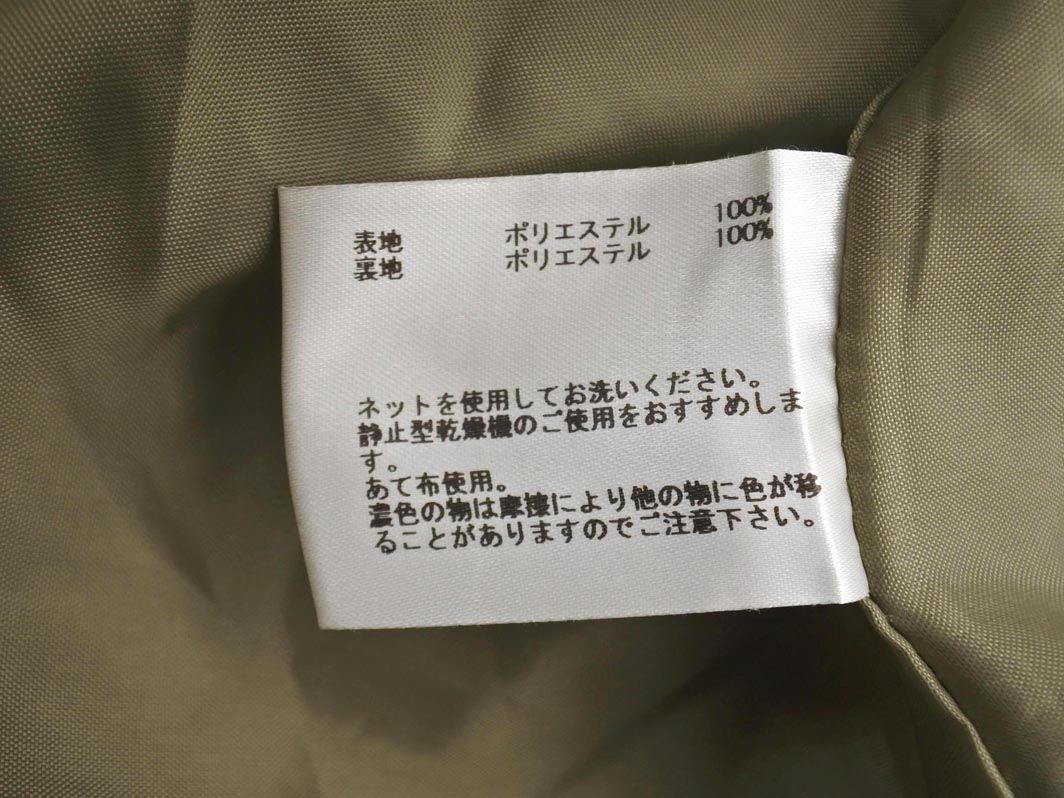 表地 ポリエステル 100%
裏地 ポリエステル 100%
ネットを使用してお洗いください。
静止型乾燥機のご使用をおすすめしま
す。
あて布使用。
濃色の物は摩擦により他の物に色が移
ることがありますのでご注意下さい。